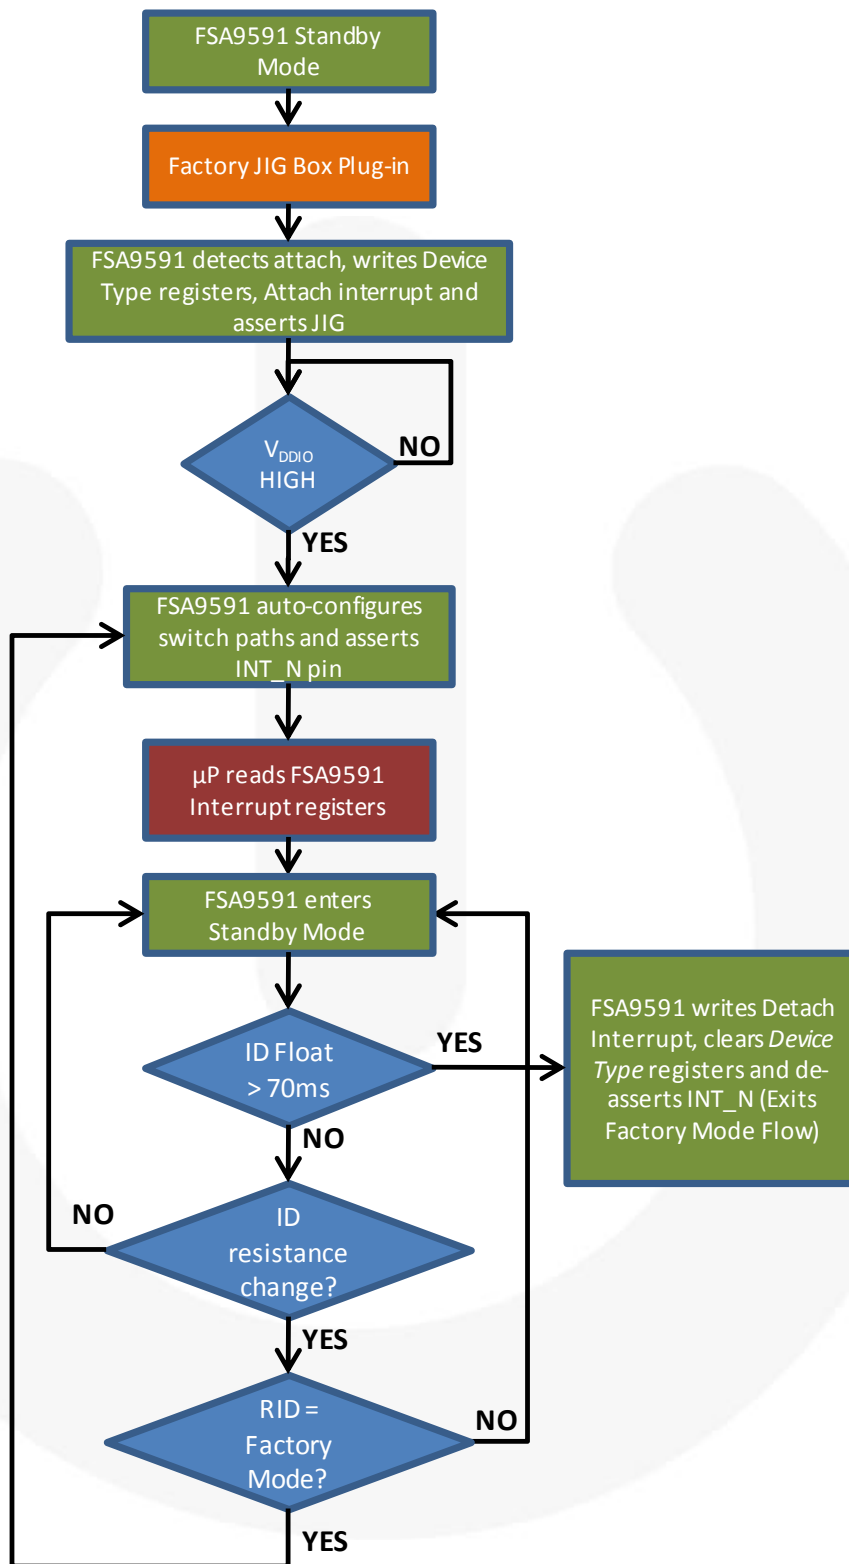 FSA9591 Standby
Mode
Factory JIG Box Plug-in
FSA9591 detects attach, writes Device
Type registers, Attach interrupt and
asserts JIG
VDDIO
HIGH
NO
YES
FSA9591 auto-configures
switch paths and asserts
INT_N pin
µP reads FSA9591
Interrupt registers
FSA9591 enters
Standby Mode
ID Float
> 70ms
YES
FSA9591 writes Detach
Interrupt, clears Device
Type registers and de-
asserts INT_N (Exits
Factory Mode Flow)
NO
ID
resistance
change?
NO
YES
RID =
Factory
Mode?
NO
YES